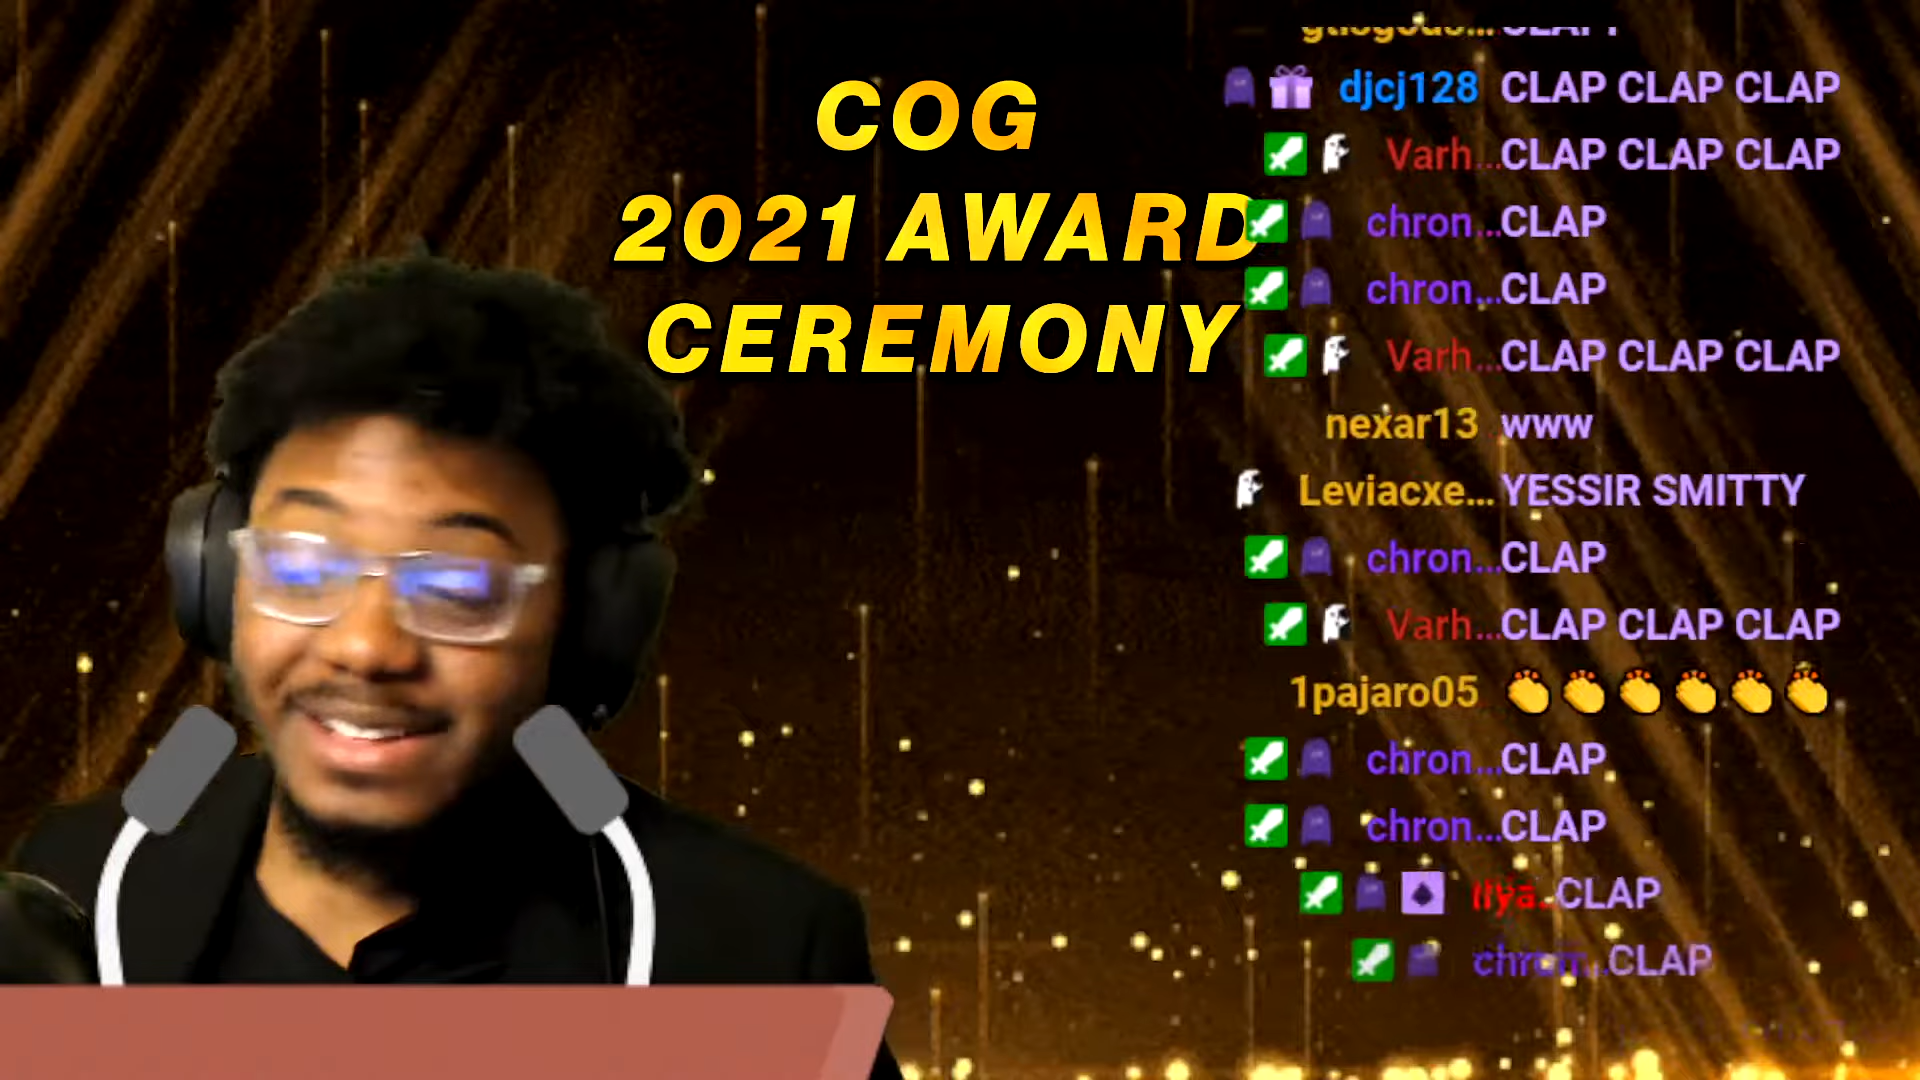 COG
2021 AWARD
CEREMONY
djcj128 CLAP CLAP CLAP
Varh... CLAP CLAP CLAP
chron... CLAP
chron... CLAP
Varh... CLAP CLAP CLAP
nexar13 www
Leviacxe... YESSIR SMITTY
chron... CLAP
Varh... CLAP CLAP CLAP
1pajaro05 👏👏👏👏👏👏
chron... CLAP
chron... CLAP
CLAP
CLAP